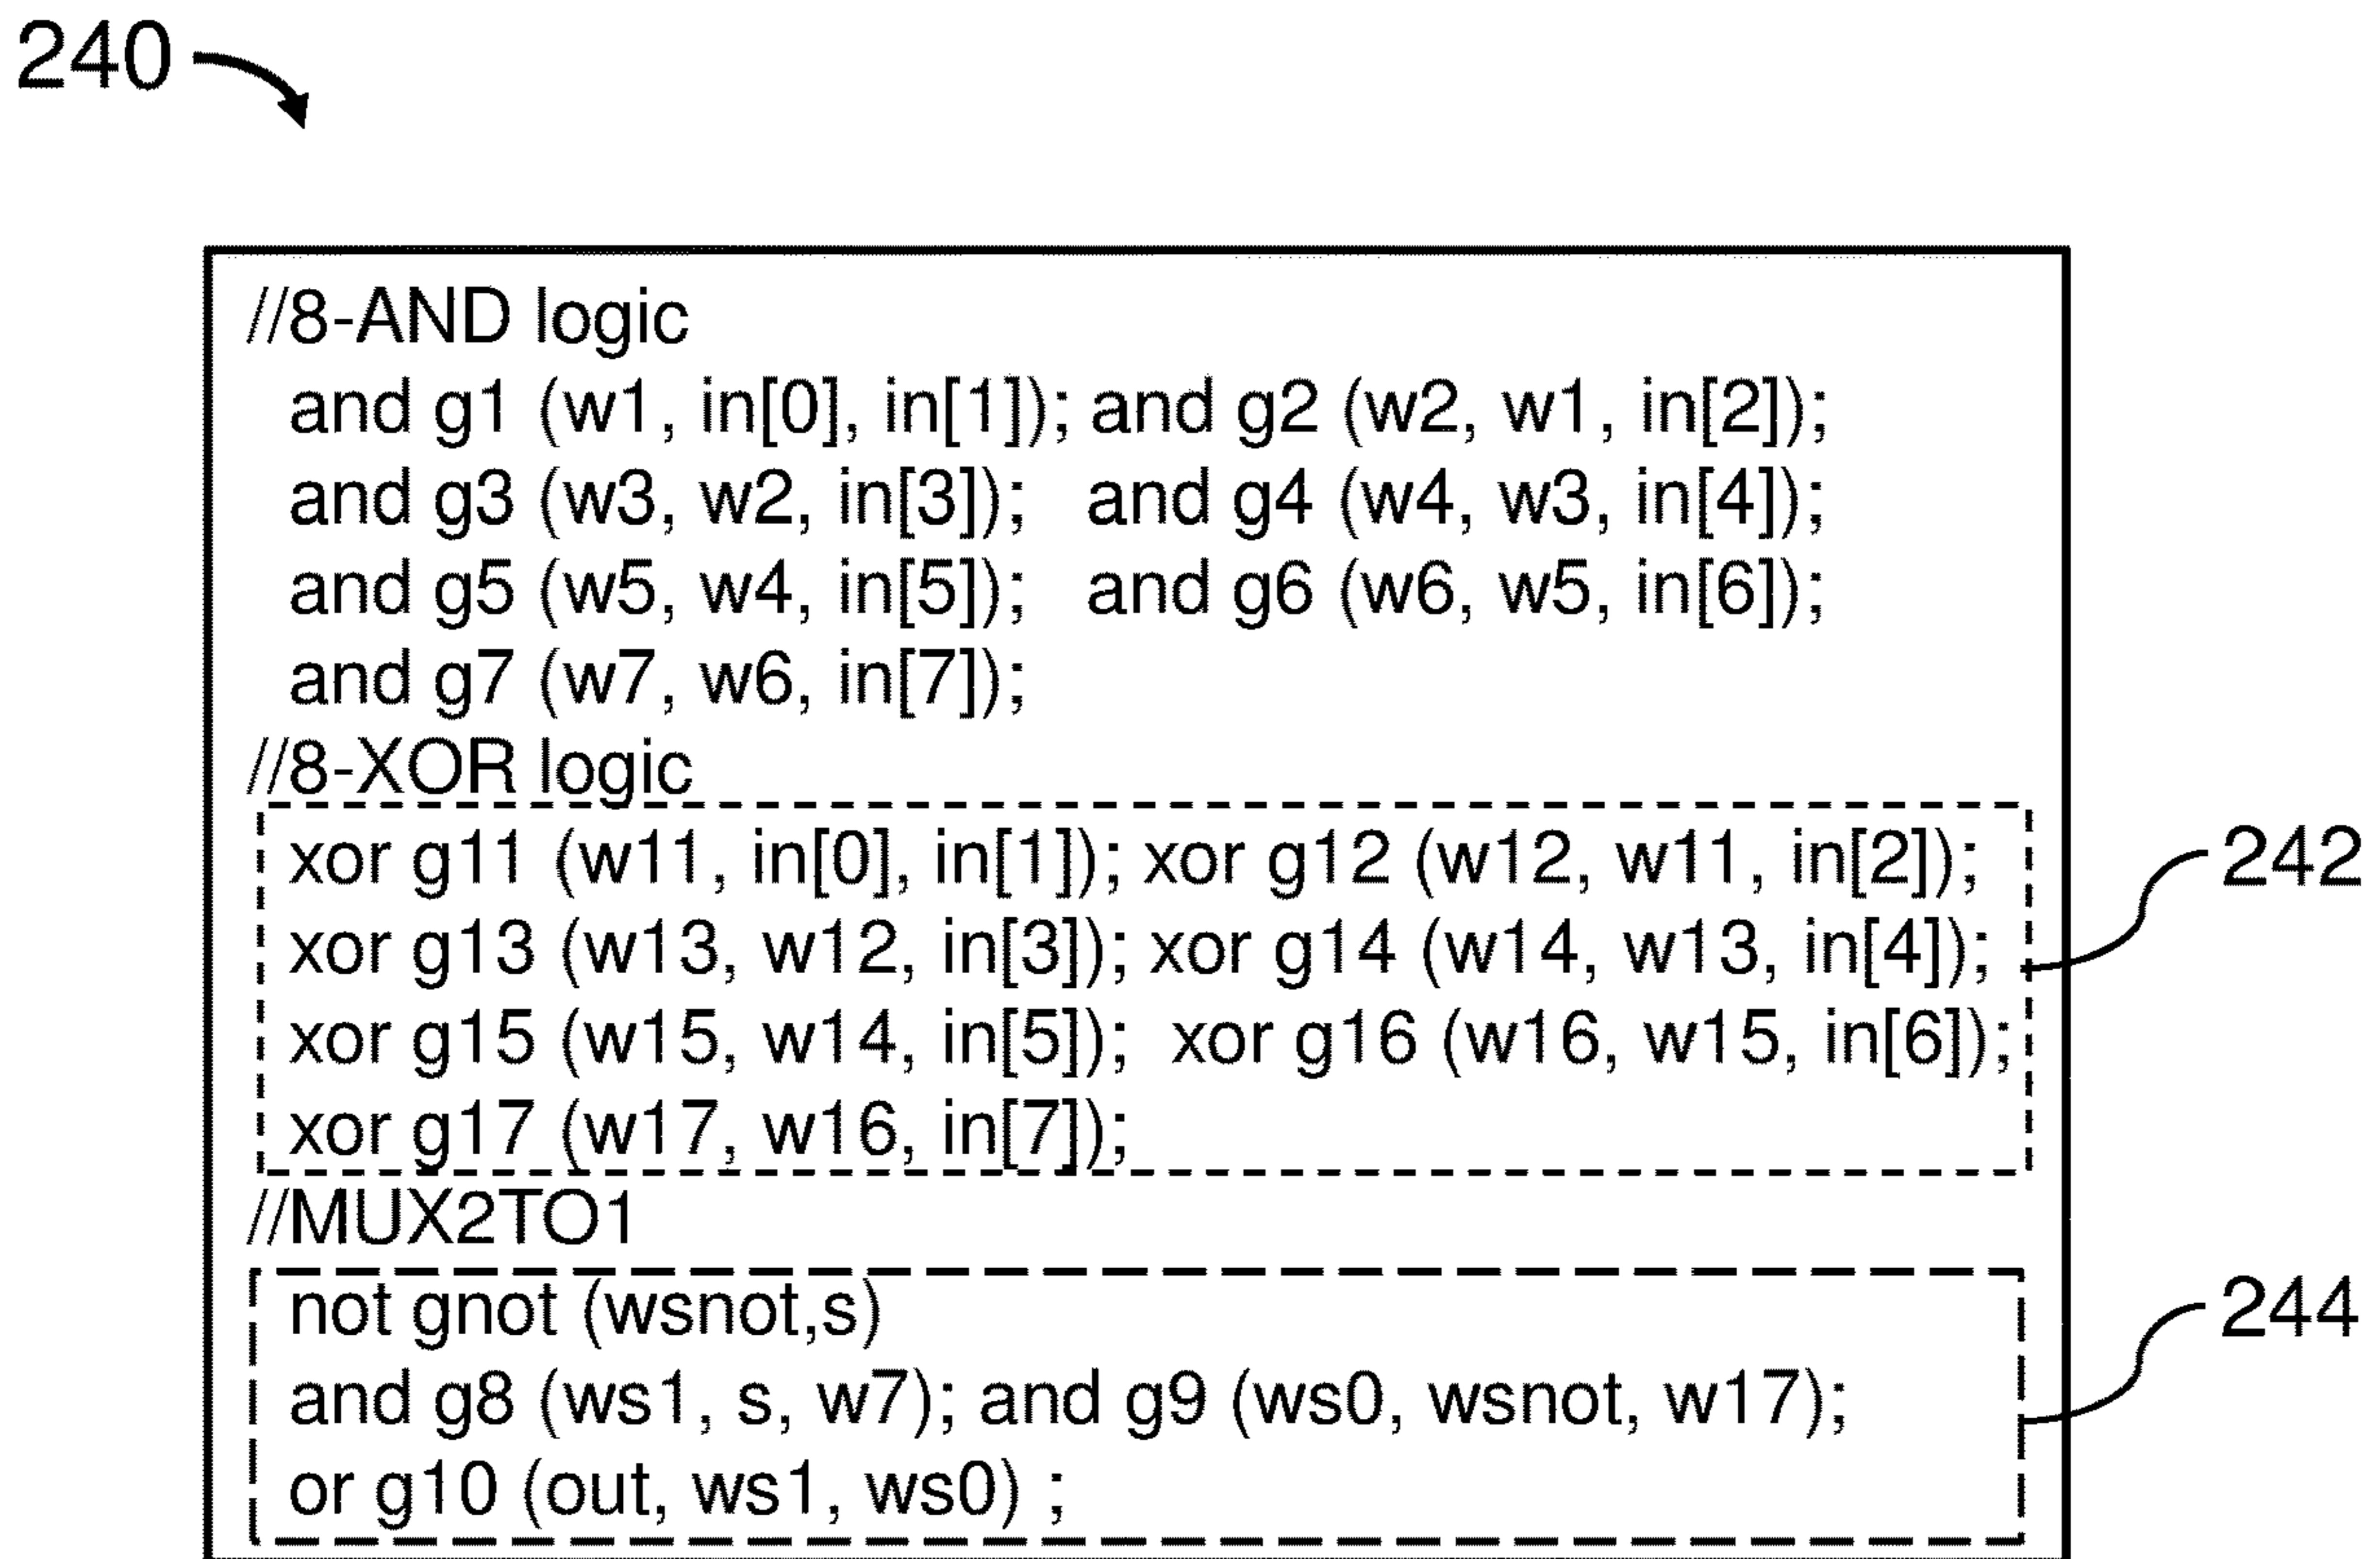 240
//8-AND logic
and g1 (w1, in[0], in[1]); and g2 (w2, w1, in[2]);
and g3 (w3, w2, in[3]); and g4 (w4, w3, in[4]);
and g5 (w5, w4, in[5]); and g6 (w6, w5, in[6]);
and g7 (w7, w6, in[7]);
//8-XOR logic
xor g11 (w11, in[0], in[1]); xor g12 (w12, w11, in[2]);
242
xor g13 (w13, w12, in[3]); xor g14 (w14, w13, in[4]);
xor g15 (w15, w14, in[5]); xor g16 (w16, w15, in[6]);
xor g17 (w17, w16, in[7]);
//MUX2TO1
not gnot (wsnot,s)
244
and g8 (ws1, s, w7); and g9 (ws0, wsnot, w17);
or g10 (out, ws1, ws0) ;